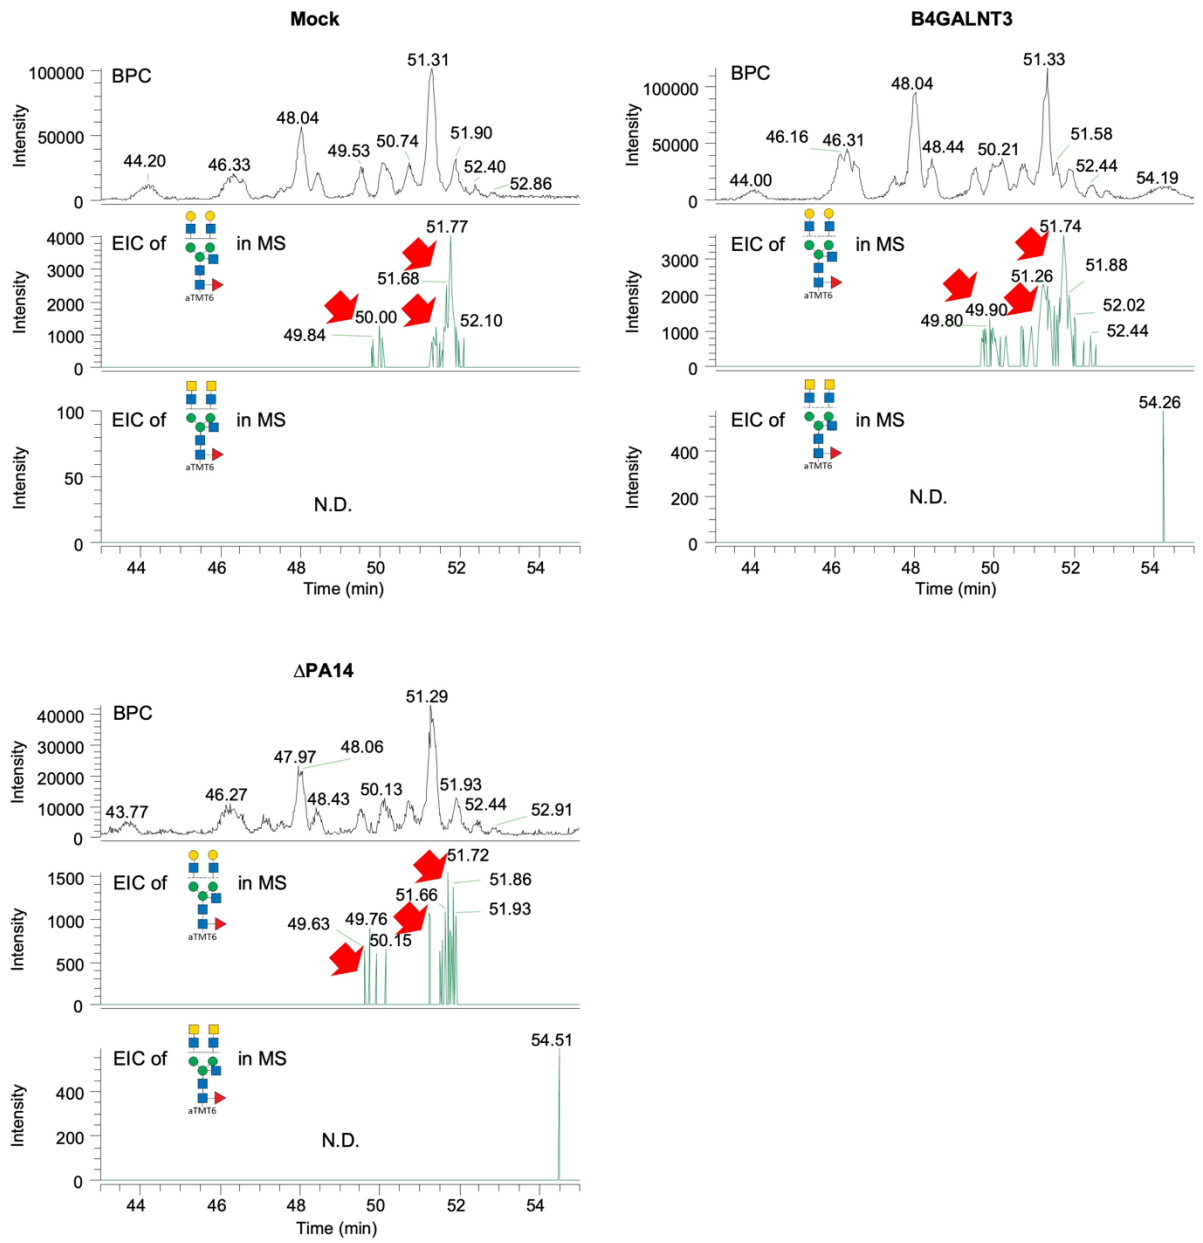 Mock
BPC
Intensity
100000
50000
0
44.20
46.33
48.04
49.53
50.74
51.31
51.90
52.40
52.86
EIC of
in MS
aTMT6
Intensity
4000
3000
2000
1000
0
49.84
50.00
51.68
51.77
52.10
EIC of
in MS
aTMT6
Intensity
100
50
0
N.D.
44
46
48
50
52
54
Time (min)
B4GALNT3
BPC
Intensity
100000
50000
0
44.00
46.16
46.31
48.04
48.44
50.21
51.33
51.58
52.44
54.19
EIC of
in MS
aTMT6
Intensity
3000
2000
1000
0
49.80
49.90
51.26
51.74
51.88
52.02
52.44
EIC of
in MS
aTMT6
Intensity
400
200
0
N.D.
54.26
44
46
48
50
52
54
Time (min)
ΔPA14
BPC
Intensity
40000
30000
20000
10000
0
43.77
46.27
47.97
48.06
48.43
50.13
51.29
51.93
52.44
52.91
EIC of
in MS
aTMT6
Intensity
1500
1000
500
0
49.63
49.76
50.15
51.66
51.72
51.86
51.93
EIC of
in MS
aTMT6
Intensity
400
200
0
N.D.
54.51
44
46
48
50
52
54
Time (min)